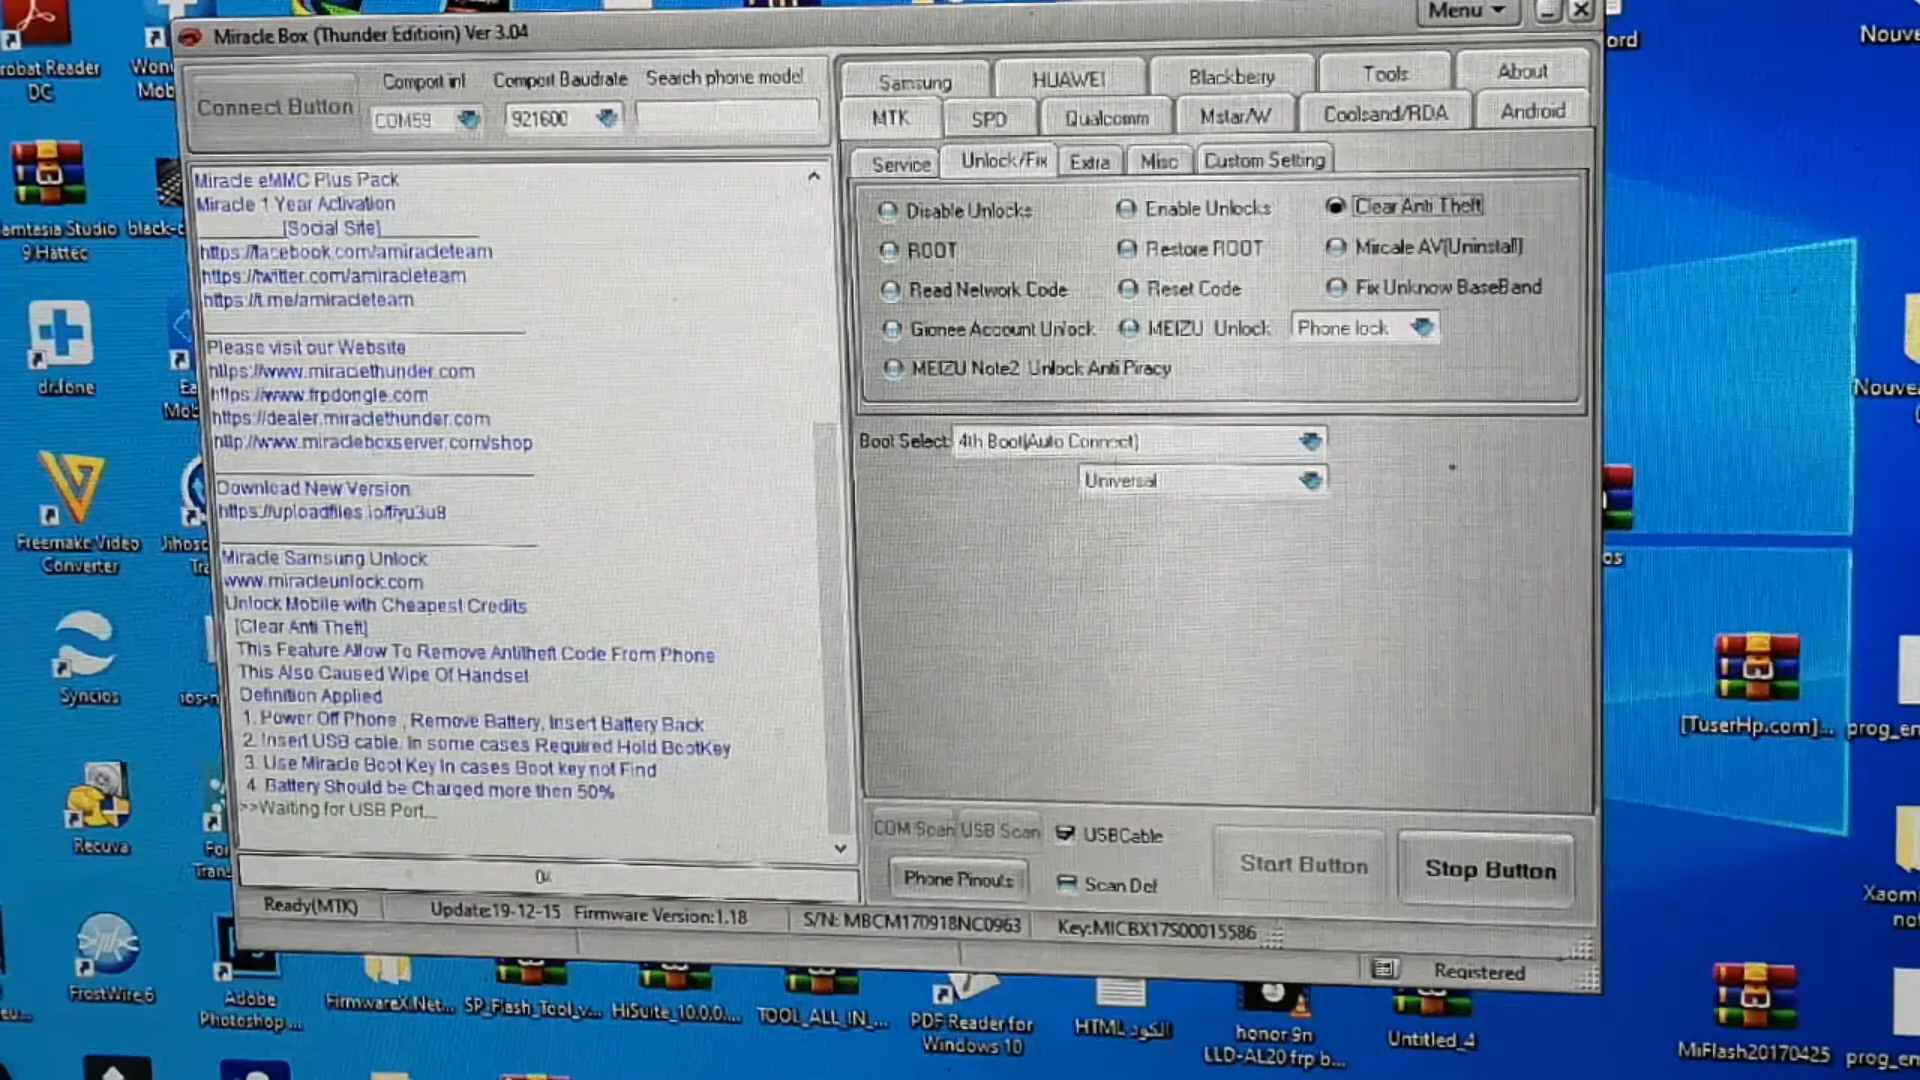 Miracle Box (Thunder Editioin) Ver 3.04
Menu
Connect Button
Comport inf
Comport Baudrate
Search phone model
COM59
921600
Samsung
HUAWEI
Blackberry
Tools
About
MTK
SPD
Qualcomm
Mstar/W
Coolsand/RDA
Android
Service
Unlock/Fix
Extra
Misc
Custom Setting
Disable Unlocks
Enable Unlocks
Clear Anti Theft
ROOT
Restore ROOT
Mircale AV[Uninstall]
Read Network Code
Reset Code
Fix Unknow BaseBand
Gionee Account Unlock
MEIZU Unlock
Phone lock
MEIZU Note2 Unlock Anti Piracy
Boot Select:
4th Boot(Auto Connect)
Universal
Miracle eMMC Plus Pack
Miracle 1 Year Activation
[Social Site]
https://facebook.com/amiracleteam
https://twitter.com/amiracleteam
https://t.me/amiracleteam
Please visit our Website
https://www.miraclethunder.com
https://www.frpdongle.com
https://dealer.miraclethunder.com
http://www.miracleboxserver.com/shop
Download New Version
Miracle Samsung Unlock
www.miracleunlock.com
Unlock Mobile with Cheapest Credits
[Clear Anti Theft]
This Feature Allow To Remove Antitheft Code From Phone
This Also Caused Wipe Of Handset
Definition Applied
1. Power Off Phone , Remove Battery, Insert Battery Back
2. Insert USB cable. In some cases Required Hold BootKey
3. Use Miracle Boot Key In cases Boot key not Find
4. Battery Should be Charged more then 50%
>>Waiting for USB Port...
COM Scan
USB Scan
USBCable
Phone Pinouts
Start Button
Stop Button
Ready(MTK)
Update:19-12-15
Firmware Version:1.18
S/N: MBCM170918NC0963
Key:MICBX17S00015586
Registered
robat Reader
DC
amtasia Studio
9 Hattec
dr.fone
Freemake Video
Converter
Syncios
Recuva
FrostWire 6
Adobe
Photoshop ...
FirmwareX.Net...
SP_Flash_Tool_v...
HiSuite_10.0.0....
TOOL_ALL_IN_...
PDF Reader for
Windows 10
الكود HTML
honor 9n
LLD-AL20 frp b...
Untitled_4
MiFlash20170425
[TuserHp.com]...
prog_em